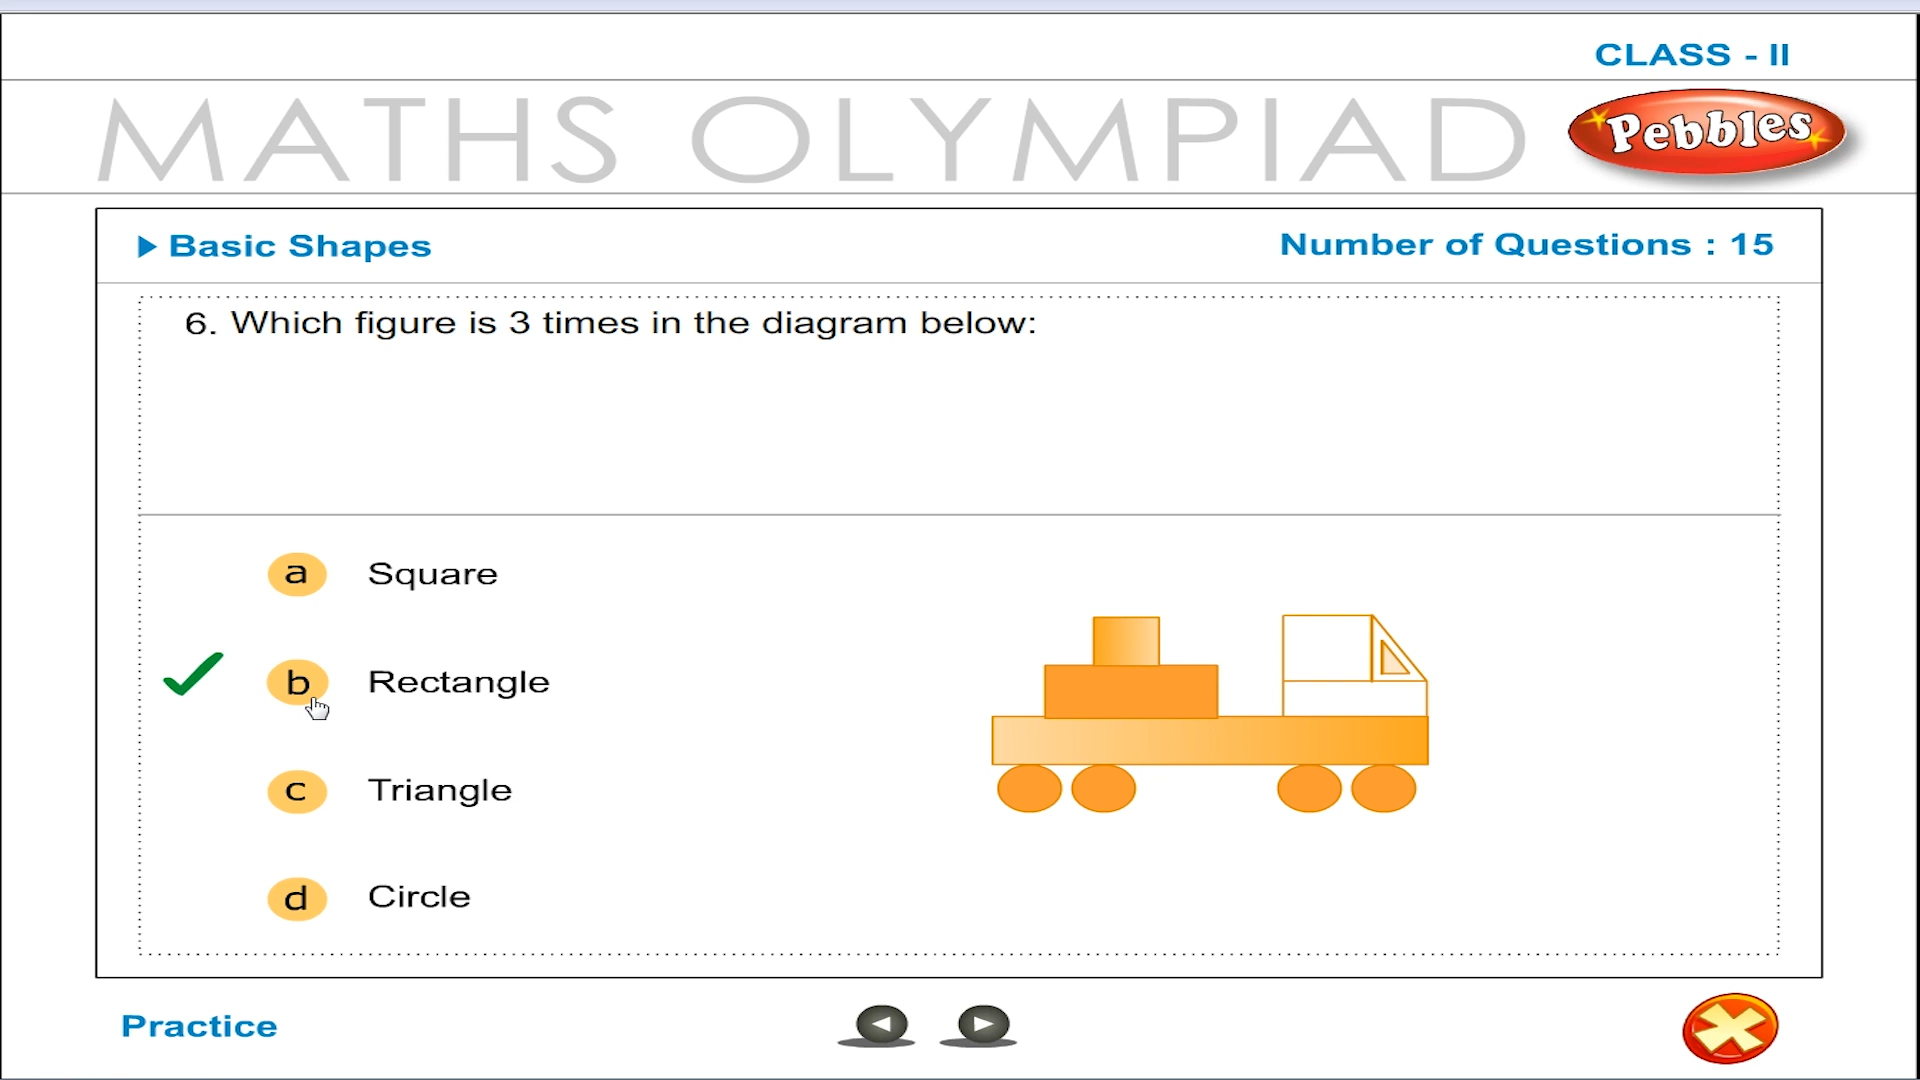 CLASS - II
MATHS OLYMPIAD
Pebbles
Basic Shapes
Number of Questions : 15
6. Which figure is 3 times in the diagram below:
a Square
b Rectangle
c Triangle
d Circle
Practice